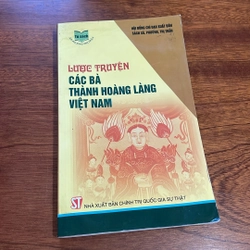 HỘI ĐỒNG CHỈ ĐẠO XUẤT BẢN
SÁCH XÃ, PHƯỜNG, THỊ TRẤN
LƯỢC TRUYỆN
CÁC BÀ
THÀNH HOÀNG LÀNG
VIỆT NAM
ST NHÀ XUẤT BẢN CHÍNH TRỊ QUỐC GIA SỰ THẬT